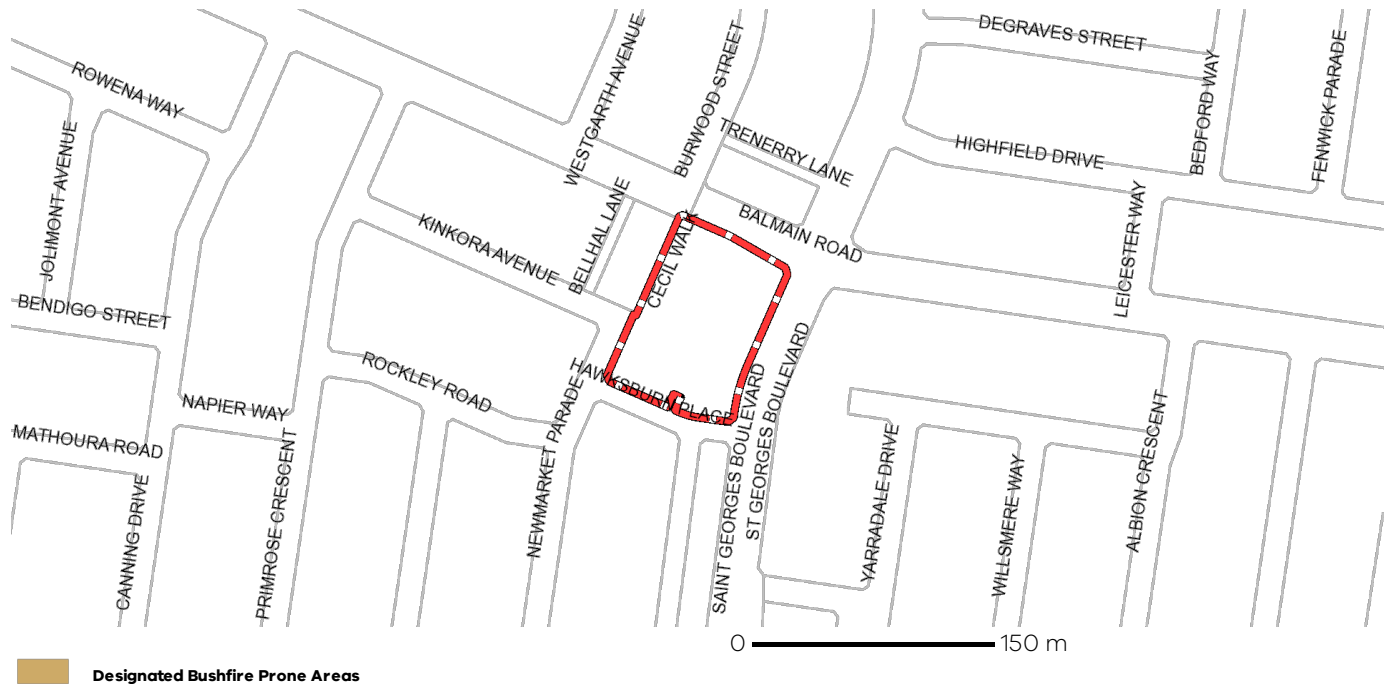 DEGRAVES STREET
ROWENA WAY
WESTGARTH AVENUE
BURWOOD STREET
BEDFORD WAY
FENWICK PARADE
TRENERRY LANE
HIGHFIELD DRIVE
JOLIMONT AVENUE
BELLHAL LANE
KINKORA AVENUE
CECIL WALK
BALMAIN ROAD
LEICESTER WAY
BENDIGO STREET
ROCKLEY ROAD
HAWKSBURN PLACE
ST GEORGES BOULEVARD
SAINT GEORGES BOULEVARD
NAPIER WAY
MATHOURA ROAD
NEWMARKET PARADE
PRIMROSE CRESCENT
CANNING DRIVE
YARRADALE DRIVE
WILLSMERE WAY
ALBION CRESCENT
0 150 m
Designated Bushfire Prone Areas